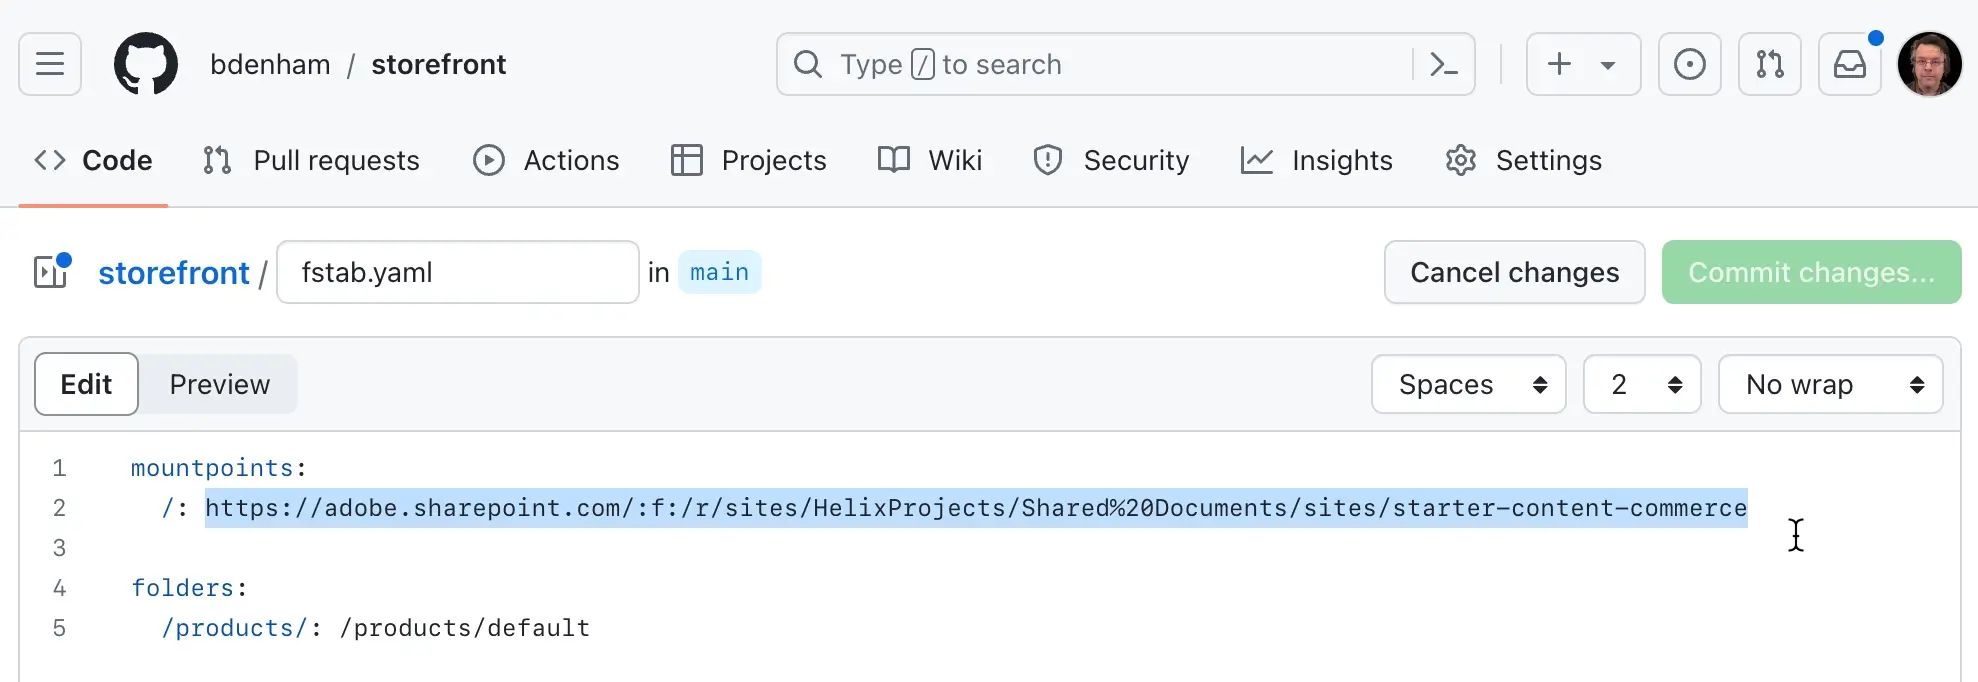 bdenham / storefront
Type / to search
Code Pull requests Actions Projects Wiki Security Insights Settings
storefront / fstab.yaml in main Cancel changes Commit changes...
Edit Preview Spaces 2 No wrap
1 mountpoints:
2 /: https://adobe.sharepoint.com/:f:/r/sites/HelixProjects/Shared%20Documents/sites/starter-content-commerce
3
4 folders:
5 /products/: /products/default